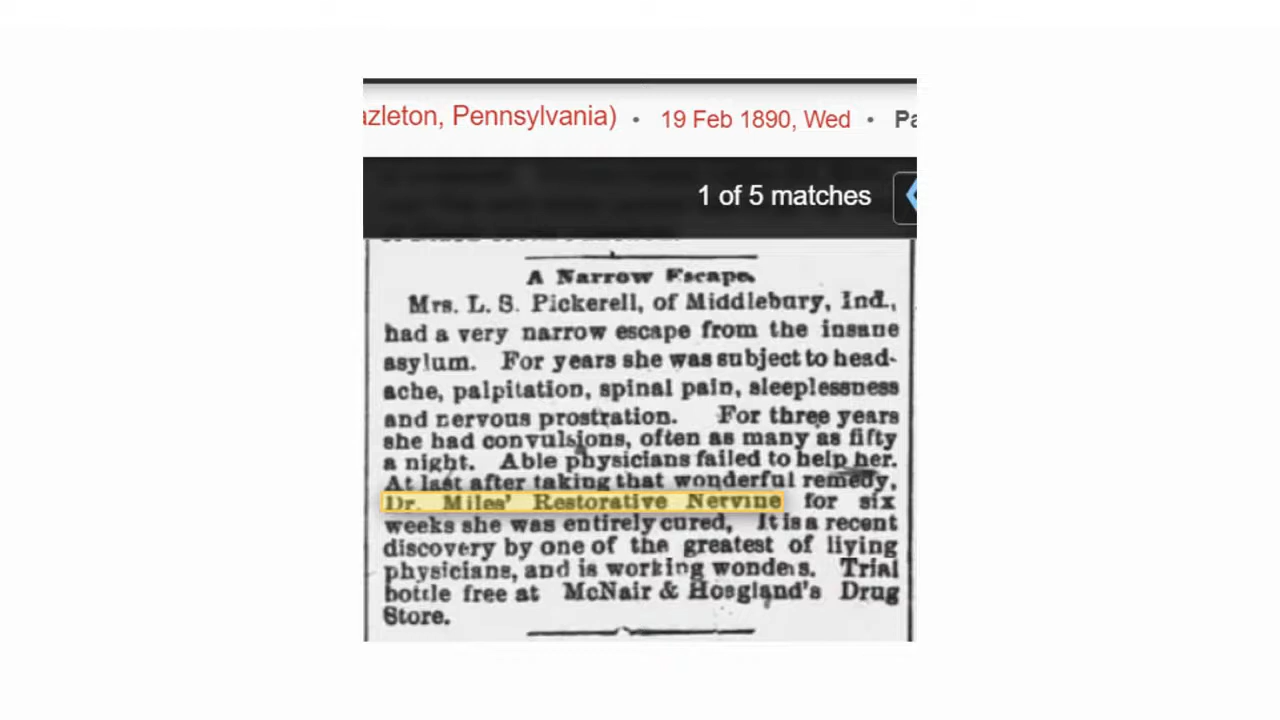 azleton, Pennsylvania) • 19 Feb 1890, Wed • Pa
1 of 5 matches
A Narrow Escape.
Mrs. L. S. Pickerell, of Middlebury, Ind.,
had a very narrow escape from the insane
asylum. For years she was subject to head-
ache, palpitation, spinal pain, sleeplessness
and nervous prostration. For three years
she had convulsions, often as many as fifty
a night. Able physicians failed to help her.
At last after taking that wonderful remedy,
Dr. Miles' Restorative Nervine for six
weeks she was entirely cured, It is a recent
discovery by one of the greatest of living
physicians, and is working wonders. Trial
bottle free at McNair & Hoagland's Drug
Store.